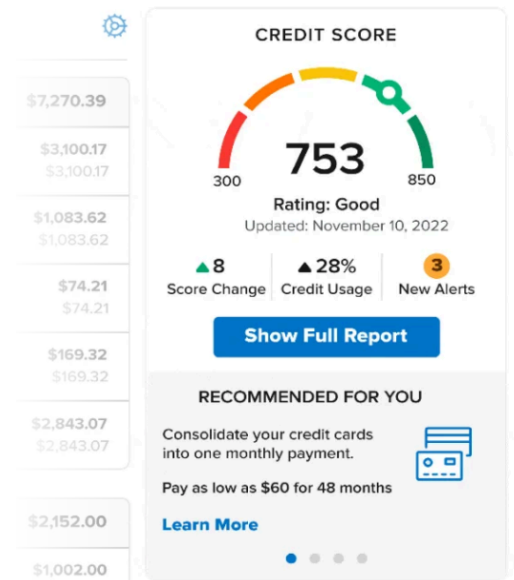 $7,270.39
$3,100.17
$3,100.17
$1,083.62
$1,083.62
$74.21
$74.21
$169.32
$169.32
$2,843.07
$2,843.07
$2,152.00
$1,002.00
CREDIT SCORE
753
300
850
Rating: Good
Updated: November 10, 2022
▲8
Score Change
▲28%
Credit Usage
3
New Alerts
Show Full Report
RECOMMENDED FOR YOU
Consolidate your credit cards
into one monthly payment.
Pay as low as $60 for 48 months
Learn More